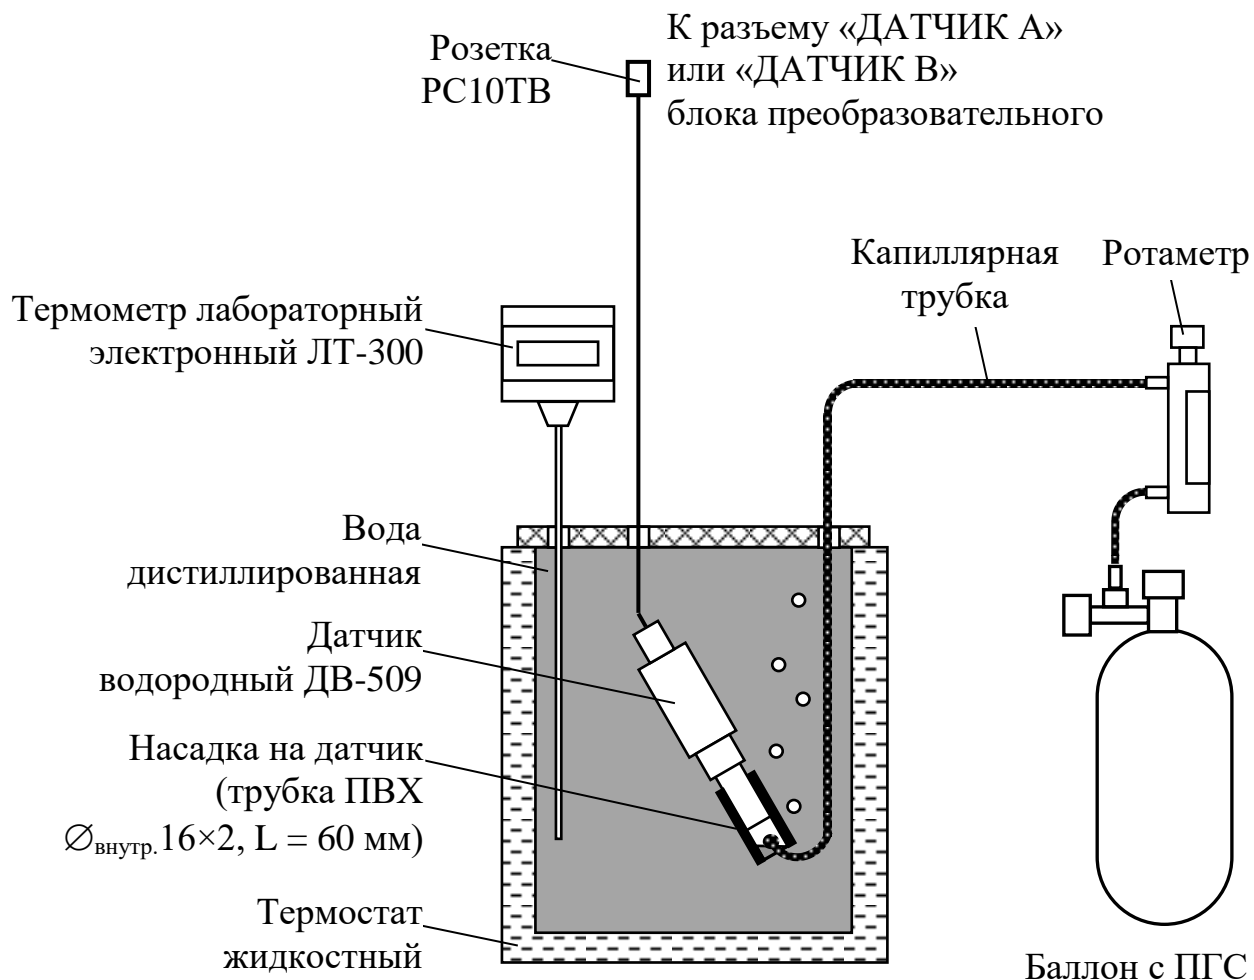 Розетка
РС10ТВ
К разъему «ДАТЧИК А»
или «ДАТЧИК В»
блока преобразовательного
Капиллярная
трубка
Ротаметр
Термометр лабораторный
электронный ЛТ-300
Вода
дистиллированная
Датчик
водородный ДВ-509
Насадка на датчик
(трубка ПВХ
∅внутр.16×2, L = 60 мм)
Термостат
жидкостный
Баллон с ПГС